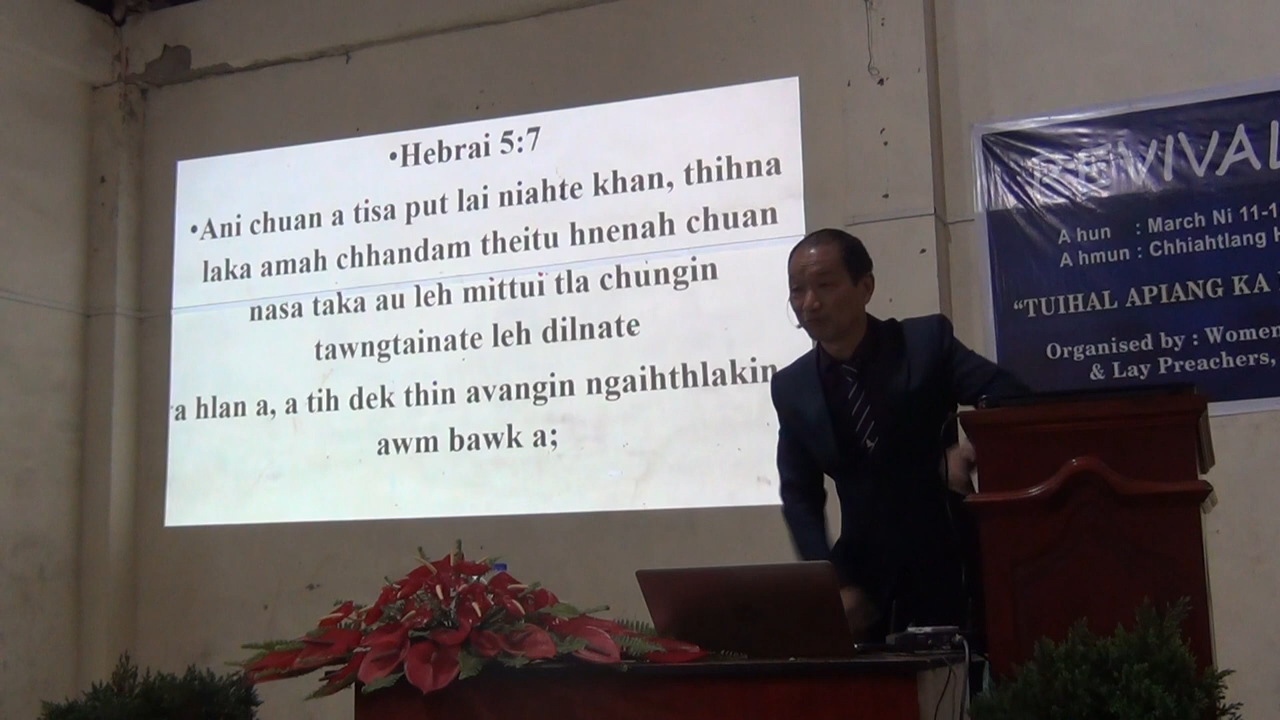 •Hebrai 5:7
•Ani chuan a tisa put lai niahte khan, thihna
laka amah chhandam theitu hnenah chuan
nasa taka au leh mittui tla chungin
tawngtainate leh dilnate
a hlan a, a tih dek thin avangin ngaihthlakin
awm bawk a;
REVIVAL
A hun : March Ni 11-1
A hmun : Chhiahtlang H
“TUIHAL APIANG KA
Organised by : Women
& Lay Preachers,